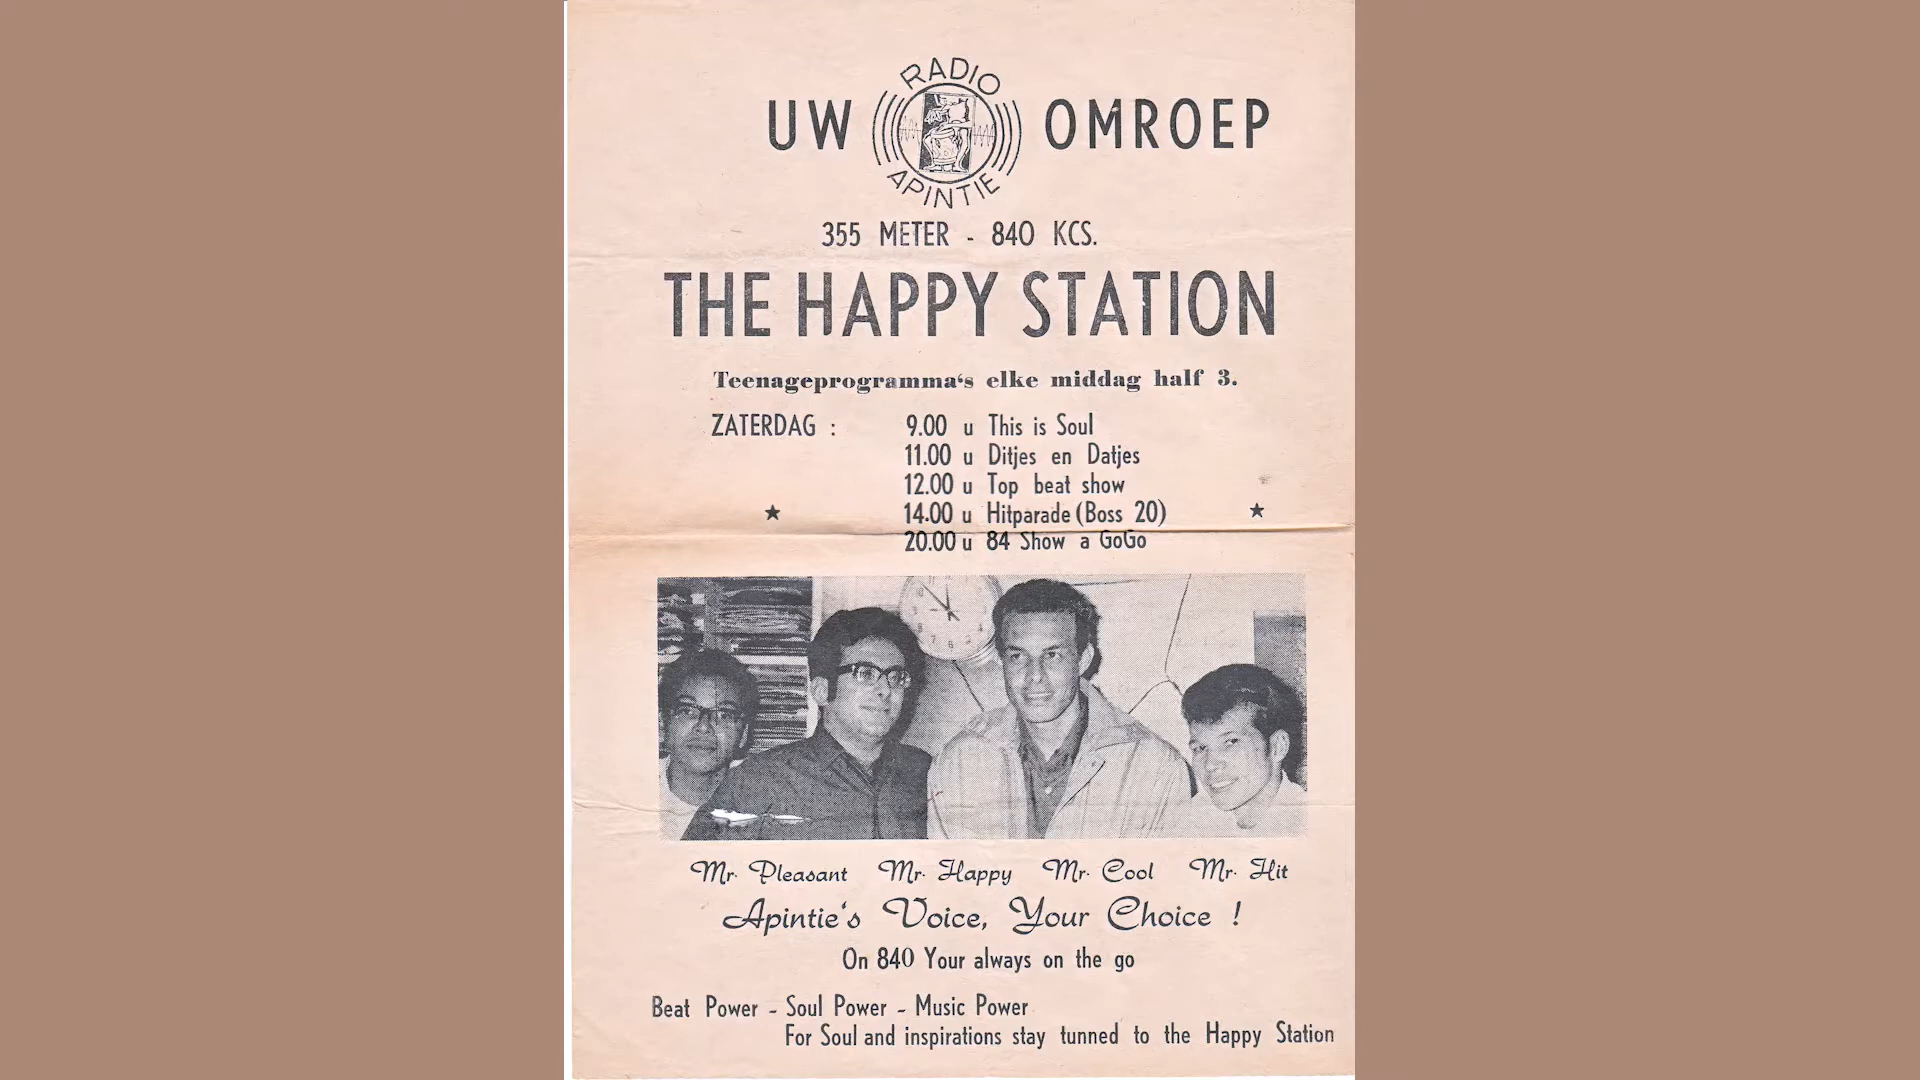 UW RADIO APINTIE OMROEP
355 METER - 840 KCS.
THE HAPPY STATION
Teenageprogramma‘s elke middag half 3.
ZATERDAG : 9.00 u This is Soul
11.00 u Ditjes en Datjes
12.00 u Top beat show
★ 14.00 u Hitparade (Boss 20) ★
20.00 u 84 Show a GoGo
Mr. Pleasant Mr. Happy Mr. Cool Mr. Hit
Apintie‘s Voice, Your Choice !
On 840 Your always on the go
Beat Power - Soul Power - Music Power
For Soul and inspirations stay tunned to the Happy Station